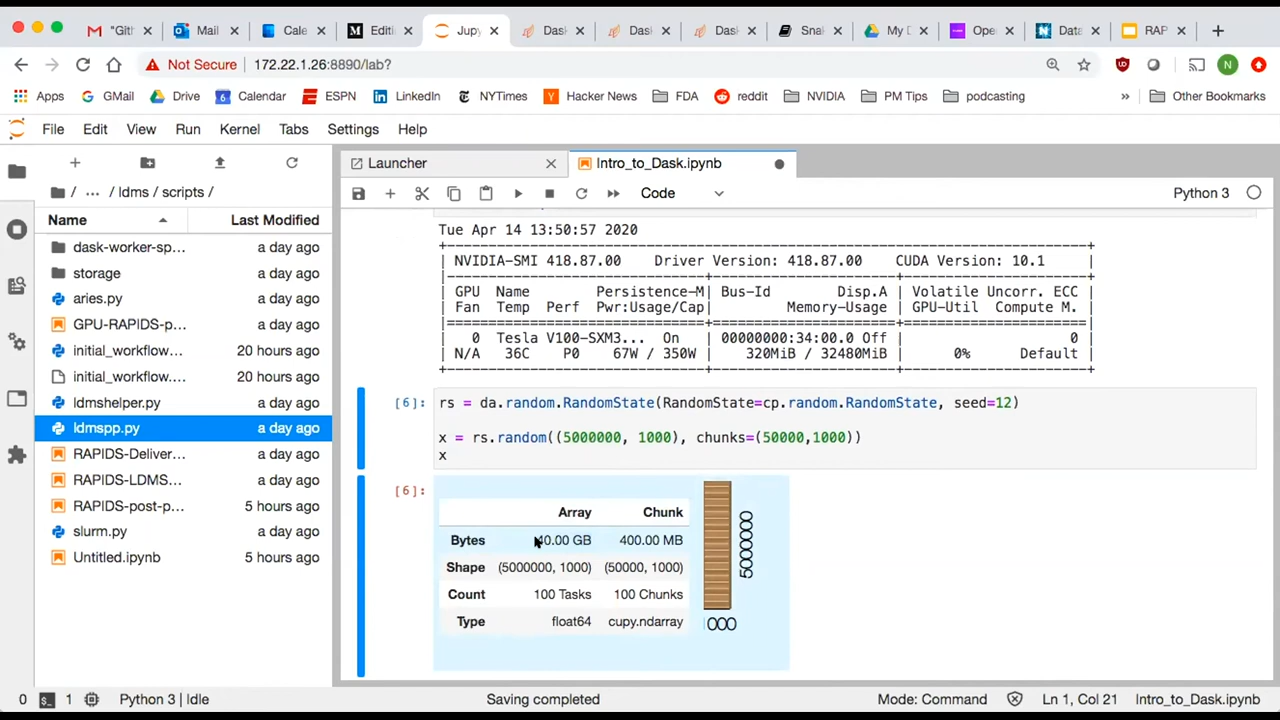 "Gitl
Mail
Cale
Editi
Jupy
Dask
Dask
Dask
Snak
My D
Ope
Data
RAP
Not Secure
172.22.1.26:8890/lab?
N
Apps
GMail
Drive
Calendar
ESPN
LinkedIn
NYTimes
Hacker News
FDA
reddit
NVIDIA
PM Tips
podcasting
»
Other Bookmarks
File Edit View Run Kernel Tabs Settings Help
/ ... / ldms / scripts /
Name Last Modified
dask-worker-sp... a day ago
storage a day ago
aries.py a day ago
GPU-RAPIDS-p... a day ago
initial_workflow... 20 hours ago
initial_workflow.... 20 hours ago
ldmshelper.py a day ago
ldmspp.py a day ago
RAPIDS-Deliver... a day ago
RAPIDS-LDMS... a day ago
RAPIDS-post-p... 5 hours ago
slurm.py a day ago
Untitled.ipynb 5 hours ago
Launcher
Intro_to_Dask.ipynb
Code
Python 3
Tue Apr 14 13:50:57 2020
+-----------------------------------------------------------------------------+
| NVIDIA-SMI 418.87.00 Driver Version: 418.87.00 CUDA Version: 10.1 |
|-------------------------------+----------------------+----------------------+
| GPU Name Persistence-M| Bus-Id Disp.A | Volatile Uncorr. ECC
| Fan Temp Perf Pwr:Usage/Cap| Memory-Usage | GPU-Util Compute M. |
|===============================+======================+======================|
| 0 Tesla V100-SXM3... On | 00000000:34:00.0 Off | 0
| N/A 36C P0 67W / 350W | 320MiB / 32480MiB | 0% Default |
+-------------------------------+----------------------+----------------------+
[6]: rs = da.random.RandomState(RandomState=cp.random.RandomState, seed=12)
x = rs.random((5000000, 1000), chunks=(50000,1000))
x
[6]:
Array Chunk
Bytes 40.00 GB 400.00 MB
Shape (5000000, 1000) (50000, 1000)
Count 100 Tasks 100 Chunks
Type float64 cupy.ndarray
5000000
1000
0
1
Python 3 | Idle
Saving completed
Mode: Command
Ln 1, Col 21
Intro_to_Dask.ipynb